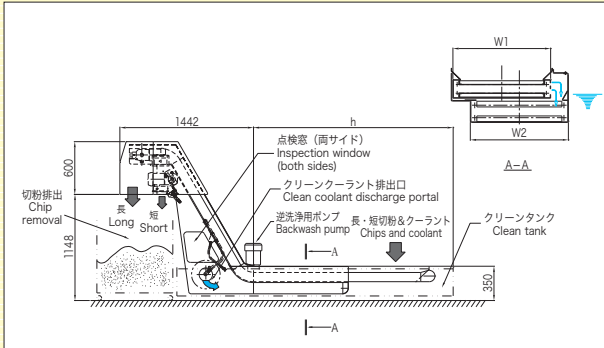 W1
W2
A-A
1442
h
600
1148
350
点検窓（両サイド）
Inspection window
(both sides)
クリーンクーラント排出口
Clean coolant discharge portal
切粉排出
Chip
removal
長
Long
短
Short
逆洗浄用ポンプ
Backwash pump
長・短切粉＆クーラント
Chips and coolant
クリーンタンク
Clean tank
A
A